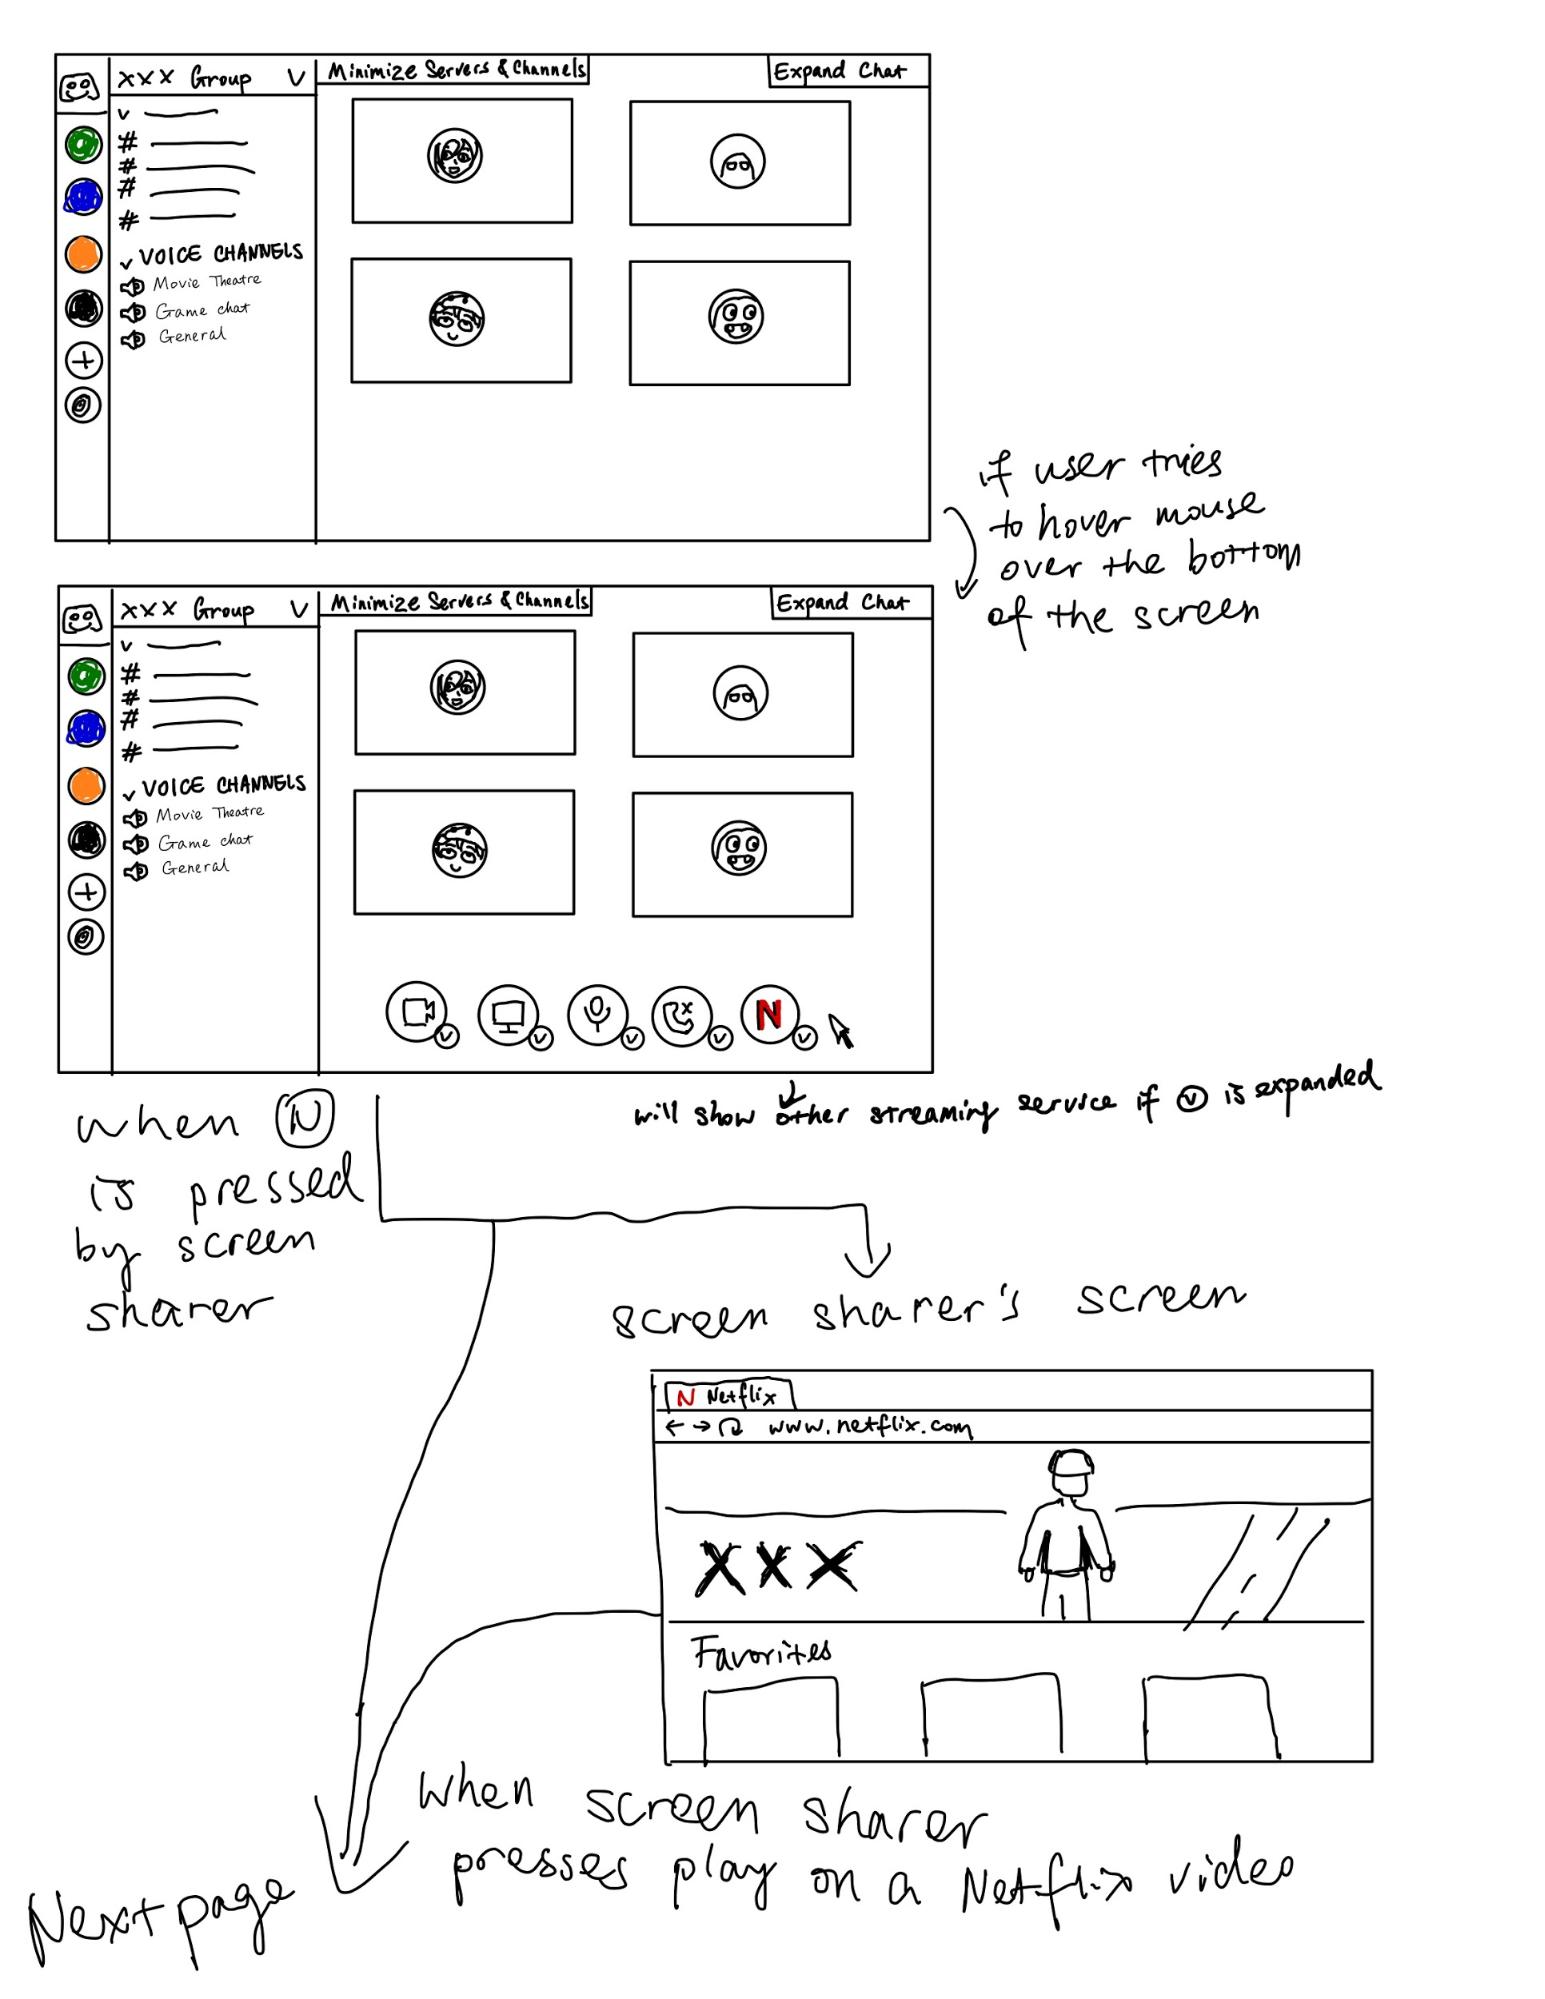 xxx Group v
Minimize Servers & Channels
Expand Chat
v
#
#
#
#
v VOICE CHANNELS
Movie Theatre
Game chat
General
if user tries
to hover mouse
over the bottom
of the screen
xxx Group v
Minimize Servers & Channels
Expand Chat
v
#
#
#
#
v VOICE CHANNELS
Movie Theatre
Game chat
General
N
will show other streaming service if v is expanded
when N
is pressed
by screen
sharer
screen sharer's screen
N Netflix
www.netflix.com
XXX
Favorites
When screen sharer
presses play on a Netflix video
Next page